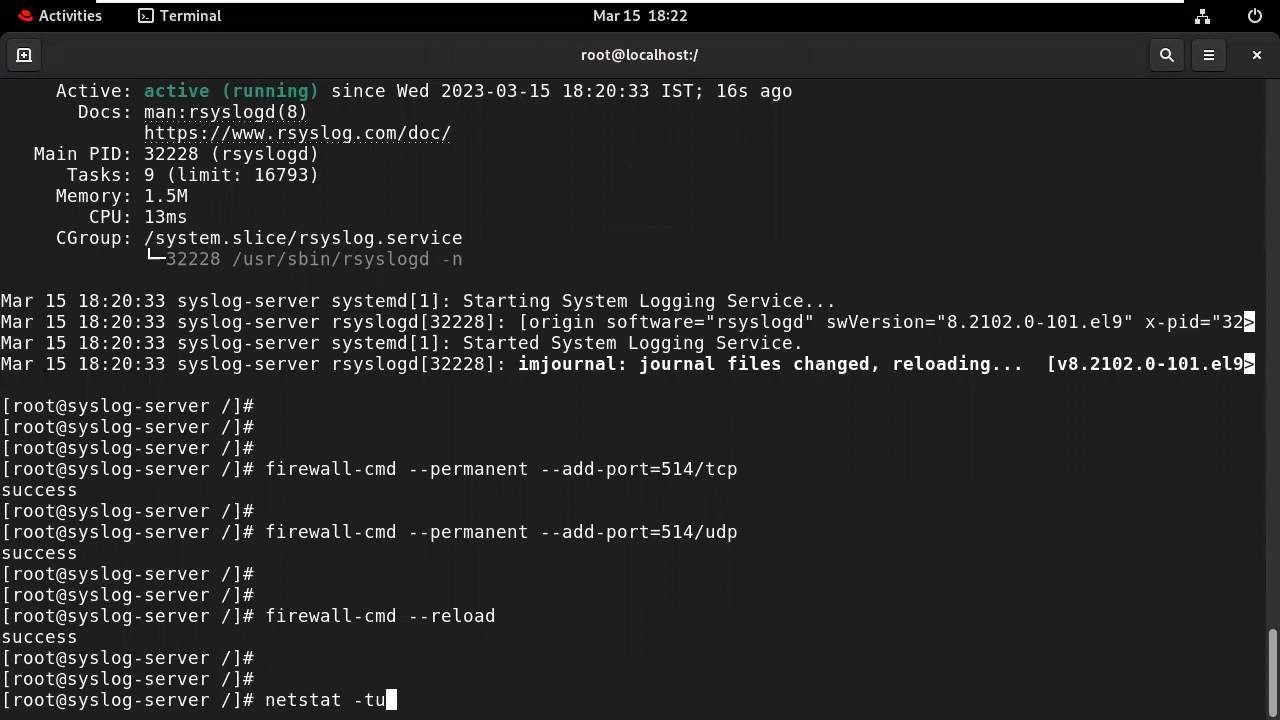 Activities Terminal Mar 15 18:22
root@localhost:/
Active: active (running) since Wed 2023-03-15 18:20:33 IST; 16s ago
Docs: man:rsyslogd(8)
https://www.rsyslog.com/doc/
Main PID: 32228 (rsyslogd)
Tasks: 9 (limit: 16793)
Memory: 1.5M
CPU: 13ms
CGroup: /system.slice/rsyslog.service
└─32228 /usr/sbin/rsyslogd -n
Mar 15 18:20:33 syslog-server systemd[1]: Starting System Logging Service...
Mar 15 18:20:33 syslog-server rsyslogd[32228]: [origin software="rsyslogd" swVersion="8.2102.0-101.el9" x-pid="32>
Mar 15 18:20:33 syslog-server systemd[1]: Started System Logging Service.
Mar 15 18:20:33 syslog-server rsyslogd[32228]: imjournal: journal files changed, reloading... [v8.2102.0-101.el9>
[root@syslog-server /]#
[root@syslog-server /]#
[root@syslog-server /]#
[root@syslog-server /]# firewall-cmd --permanent --add-port=514/tcp
success
[root@syslog-server /]#
[root@syslog-server /]# firewall-cmd --permanent --add-port=514/udp
success
[root@syslog-server /]#
[root@syslog-server /]#
[root@syslog-server /]# firewall-cmd --reload
success
[root@syslog-server /]#
[root@syslog-server /]#
[root@syslog-server /]# netstat -tu